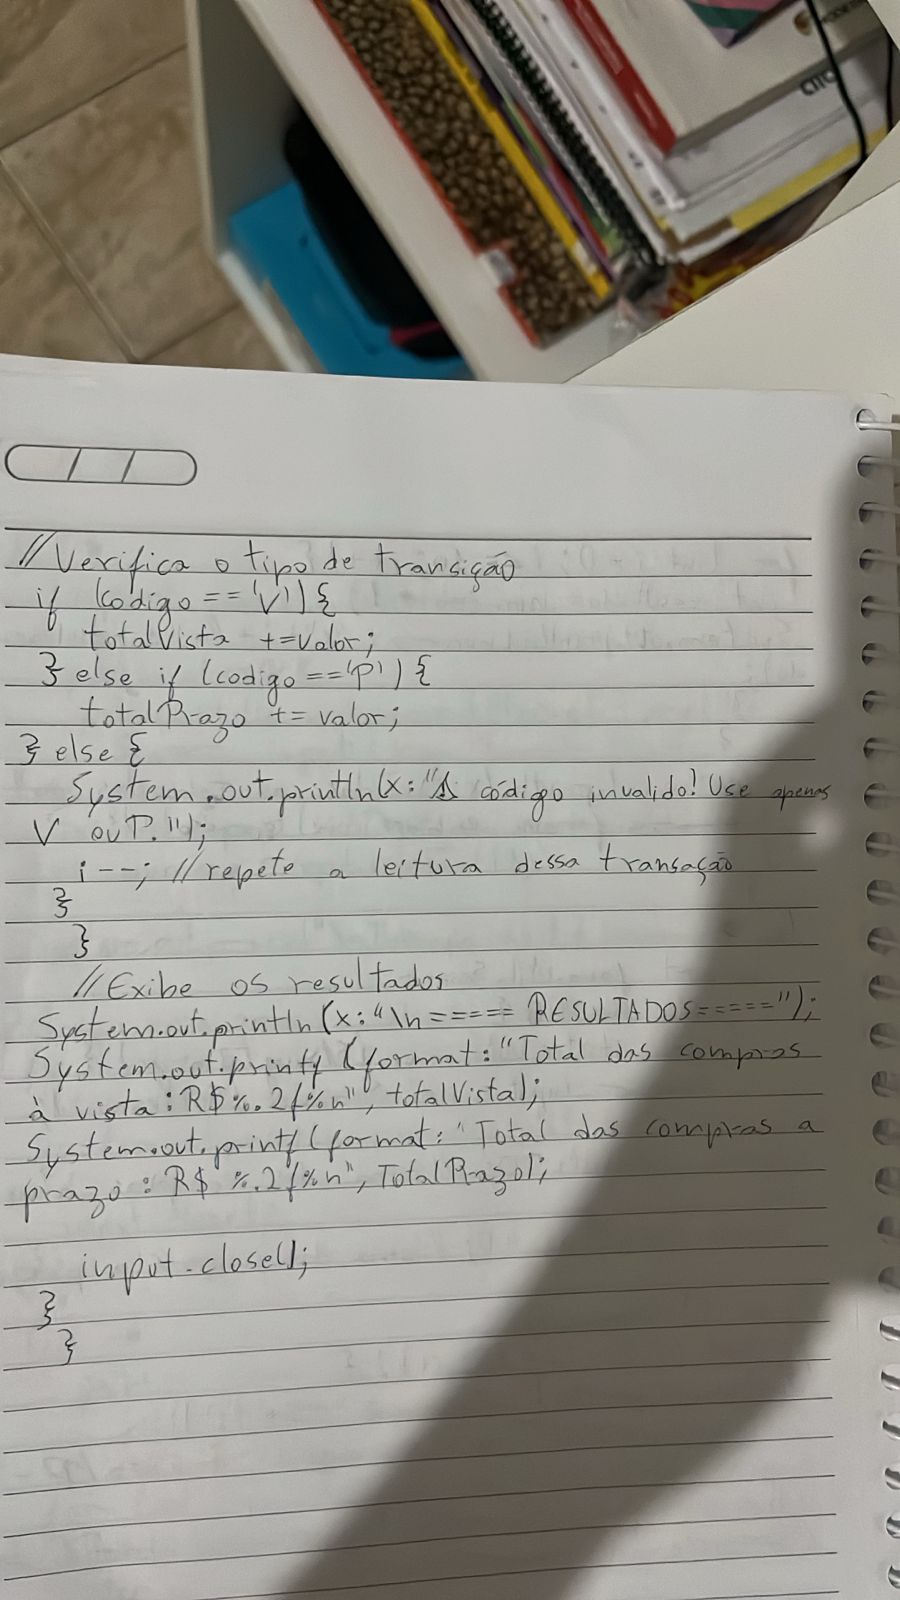 //Verifica o tipo de transição
if (codigo == 'V') {
totalVista += valor;
} else if (codigo == 'P') {
totalPrazo += valor;
} else {
System.out.println(x: "⚠ código invalido! Use apenas
V ou P.");
i--; //repete a leitura dessa transação
}
}
//Exibe os resultados
System.out.println(x: "\n===== RESULTADOS=====");
System.out.printf (format: "Total das compras
à vista: R$%.2f%n", totalVista);
System.out.printf(format: "Total das compras a
prazo: R$ %.2f%n", TotalPrazo);
input.close();
}
}